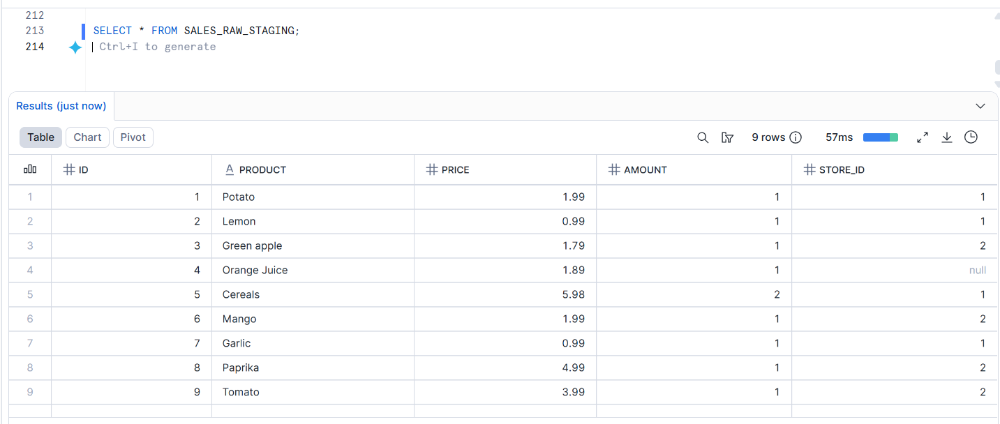 212
213 SELECT * FROM SALES_RAW_STAGING;
214 Ctrl+I to generate
Results (just now)
Table Chart Pivot 9 rows 57ms
ID PRODUCT PRICE AMOUNT STORE_ID
1 1 Potato 1.99 1 1
2 2 Lemon 0.99 1 1
3 3 Green apple 1.79 1 2
4 4 Orange Juice 1.89 1 null
5 5 Cereals 5.98 2 1
6 6 Mango 1.99 1 2
7 7 Garlic 0.99 1 1
8 8 Paprika 4.99 1 2
9 9 Tomato 3.99 1 2